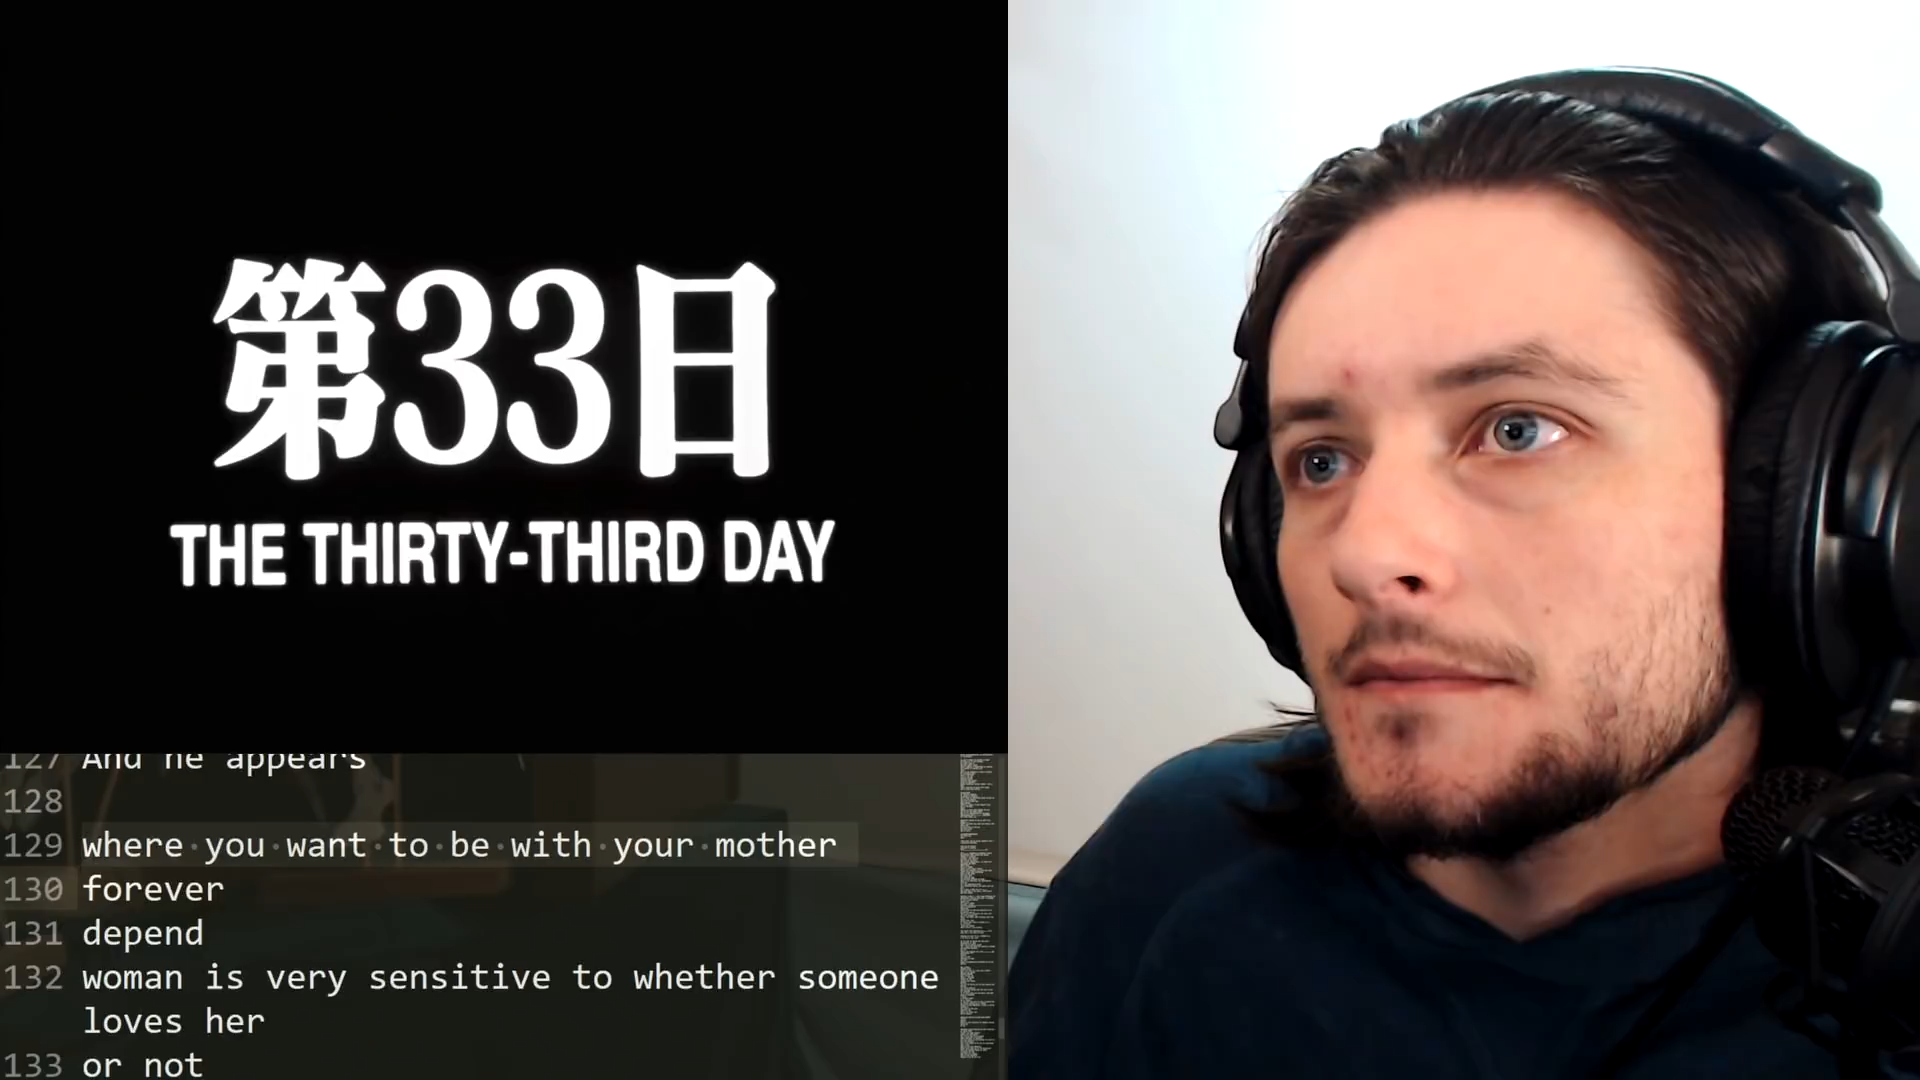 第33日
THE THIRTY-THIRD DAY
127 And he appears
128
129 where·you·want·to·be·with·your·mother
130 forever
131 depend
132 woman is very sensitive to whether someone
loves her
133 or not